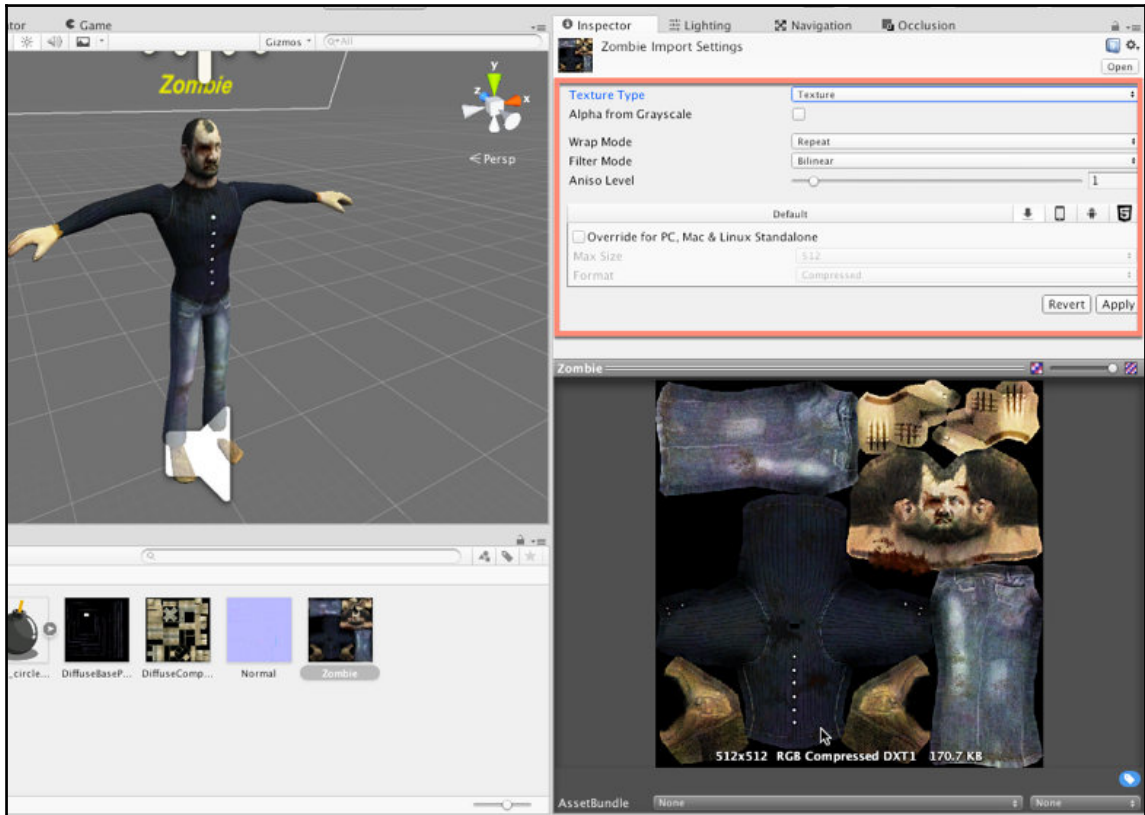 tor
Game
Gizmos
Q▾All
Zombie
y
z
x
Persp
.circle...
DiffuseBaseP...
DiffuseComp...
Normal
Zombie
Inspector
Lighting
Navigation
Occlusion
Zombie Import Settings
Open
Texture Type
Texture
Alpha from Grayscale
Wrap Mode
Repeat
Filter Mode
Bilinear
Aniso Level
1
Default
Override for PC, Mac & Linux Standalone
Max Size
512
Format
Compressed
Revert
Apply
Zombie
512x512 RGB Compressed DXT1 170.7 KB
AssetBundle
None
None